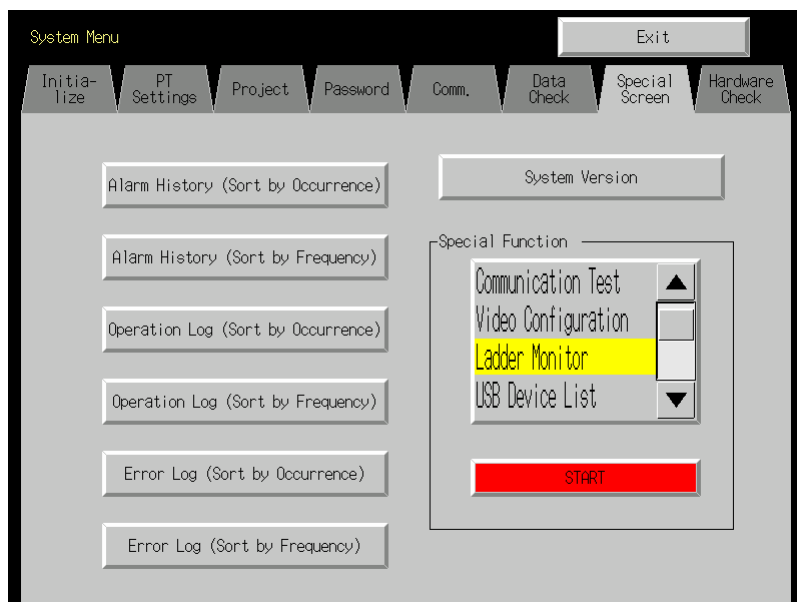 System Menu
Exit
Initia-
lize
PT
Settings
Project
Password
Comm.
Data
Check
Special
Screen
Hardware
Check
Alarm History (Sort by Occurrence)
Alarm History (Sort by Frequency)
Operation Log (Sort by Occurrence)
Operation Log (Sort by Frequency)
Error Log (Sort by Occurrence)
Error Log (Sort by Frequency)
System Version
Special Function
Communication Test
Video Configuration
Ladder Monitor
USB Device List
START